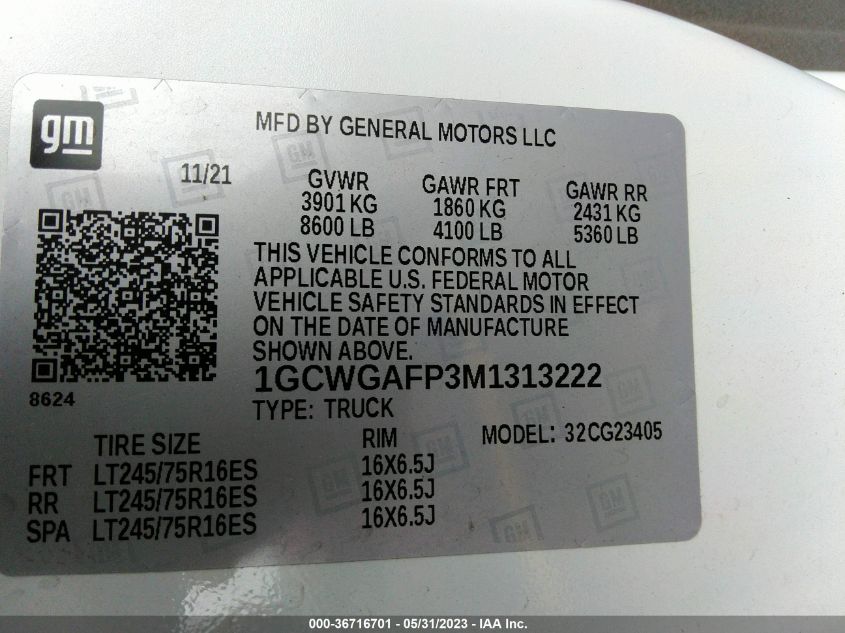 gm
MFD BY GENERAL MOTORS LLC
11/21
GVWR GAWR FRT GAWR RR
3901 KG 1860 KG 2431 KG
8600 LB 4100 LB 5360 LB
THIS VEHICLE CONFORMS TO ALL
APPLICABLE U.S. FEDERAL MOTOR
VEHICLE SAFETY STANDARDS IN EFFECT
ON THE DATE OF MANUFACTURE
SHOWN ABOVE.
1GCWGAFP3M1313222
8624
TYPE: TRUCK
TIRE SIZE RIM MODEL: 32CG23405
FRT LT245/75R16ES 16X6.5J
RR LT245/75R16ES 16X6.5J
SPA LT245/75R16ES 16X6.5J
000-36716701 - 05/31/2023 - IAA Inc.